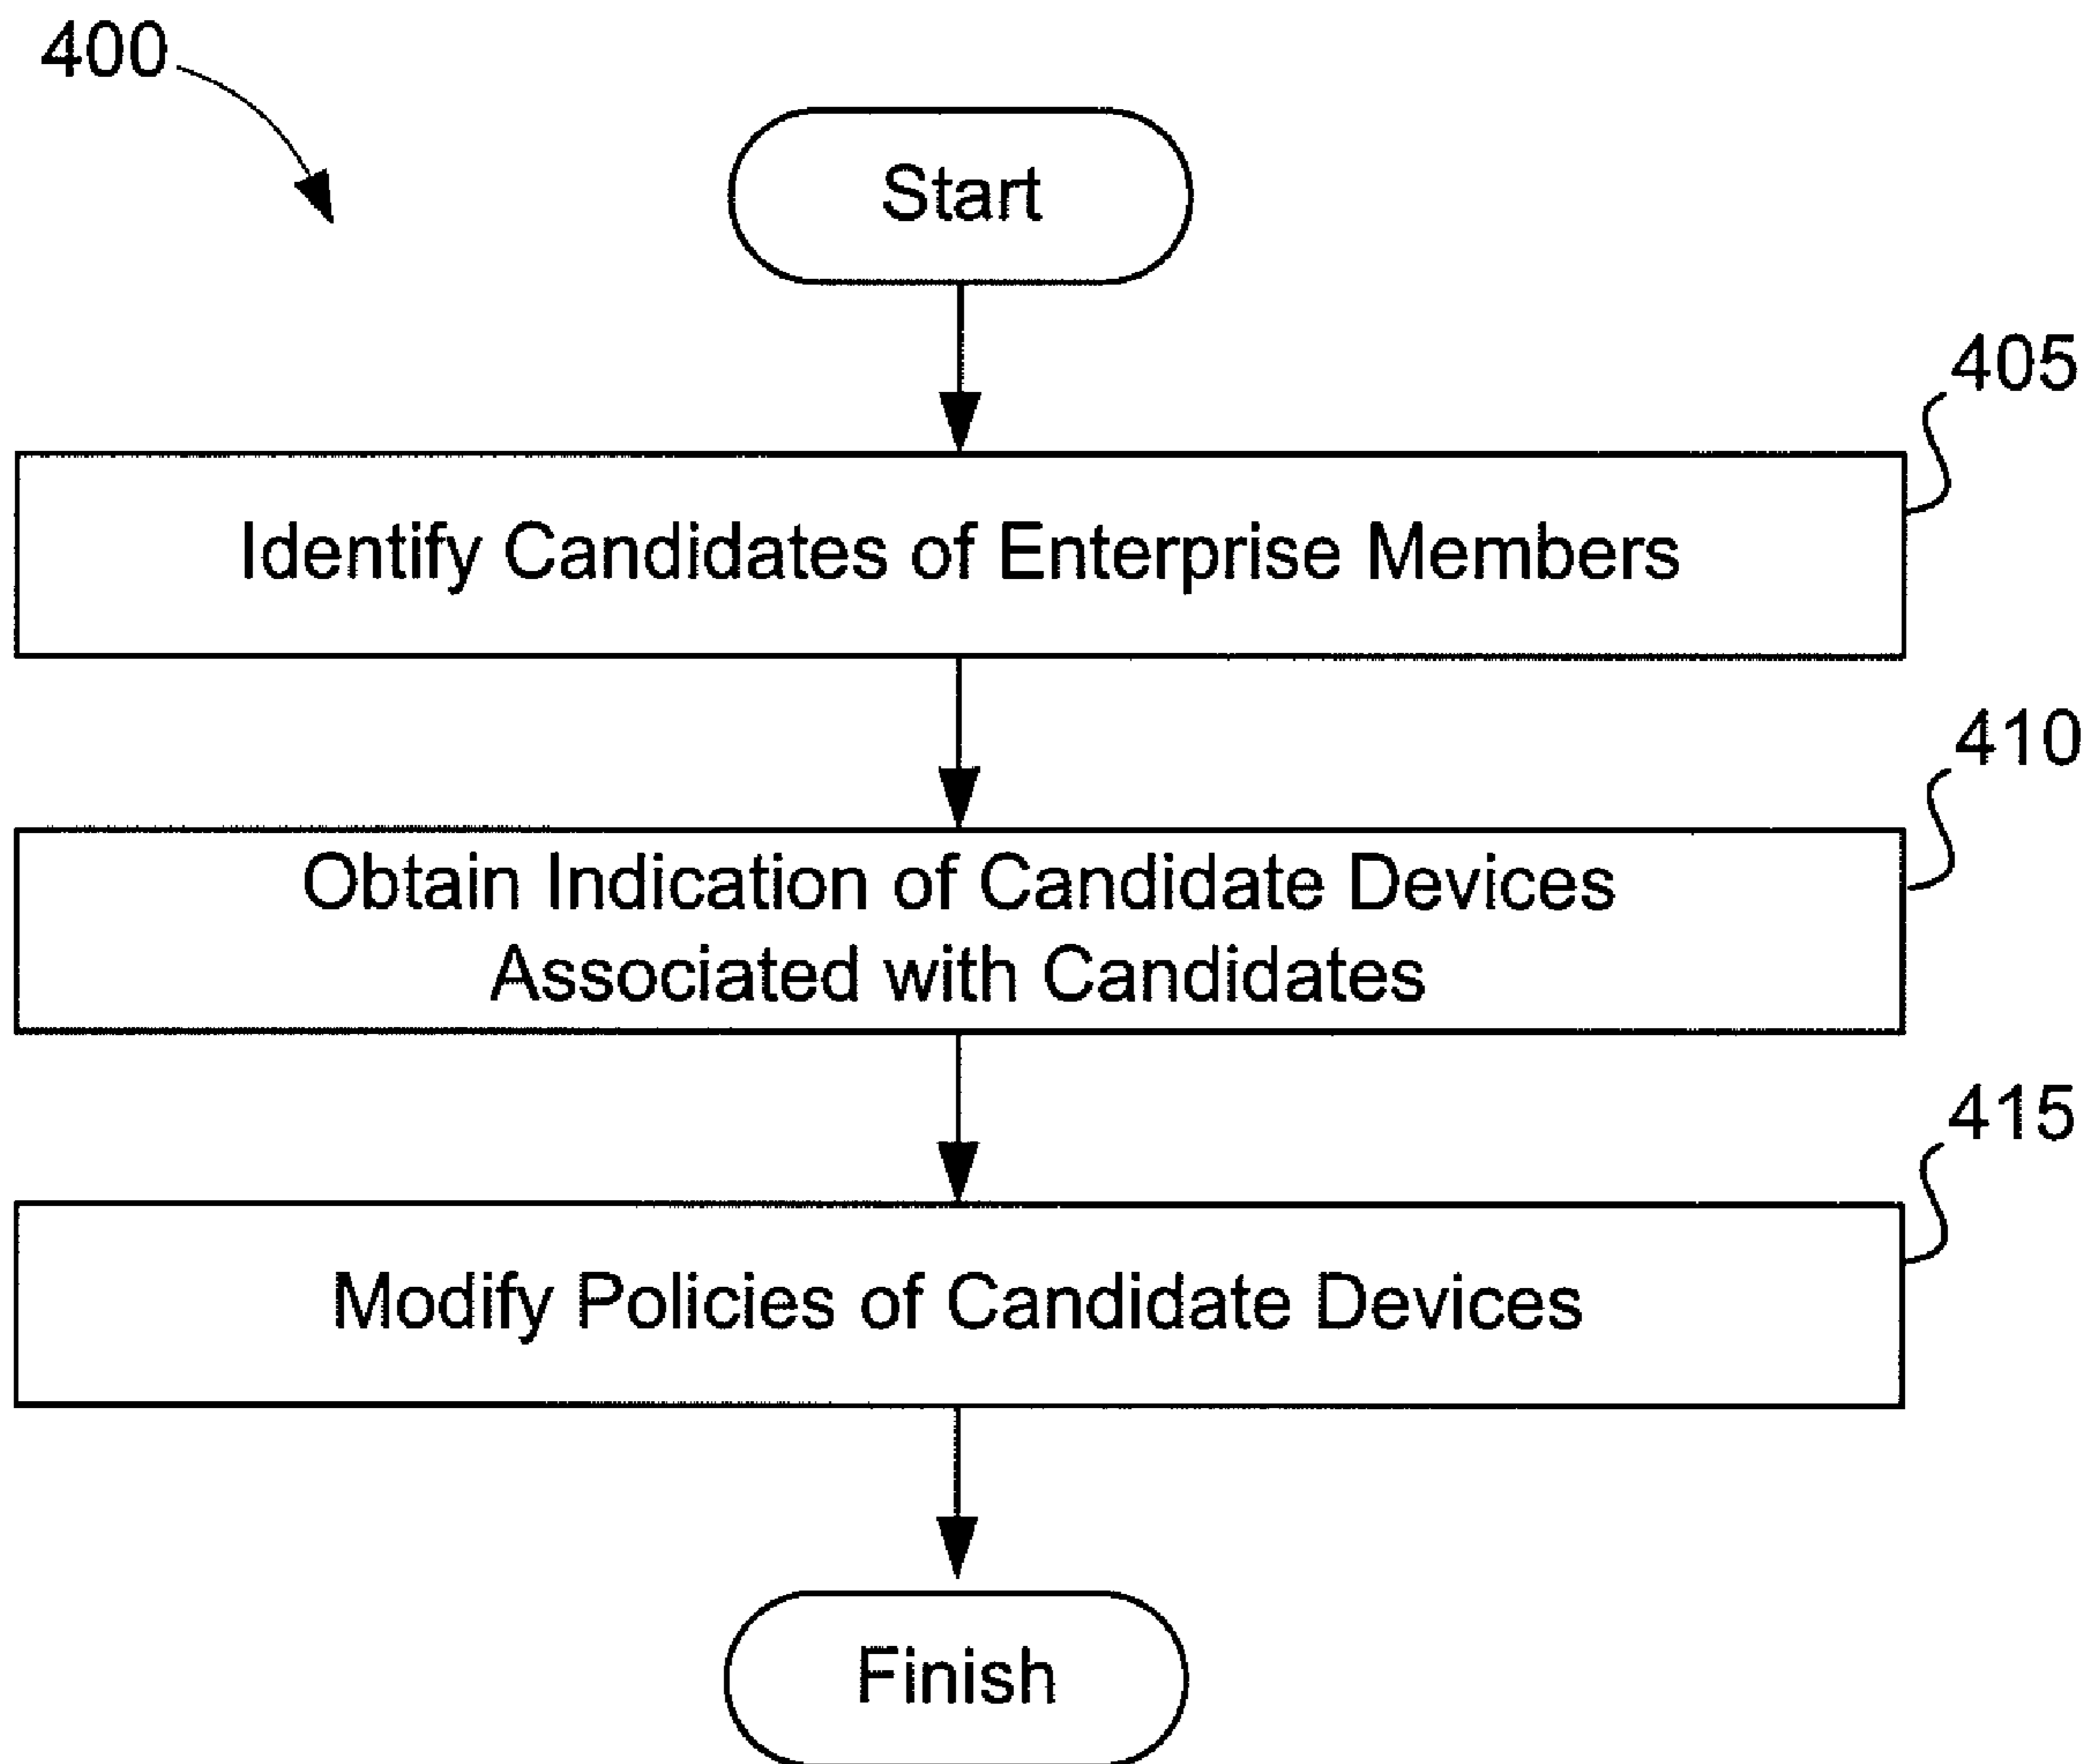 400
Start
405
Identify Candidates of Enterprise Members
410
Obtain Indication of Candidate Devices
Associated with Candidates
415
Modify Policies of Candidate Devices
Finish